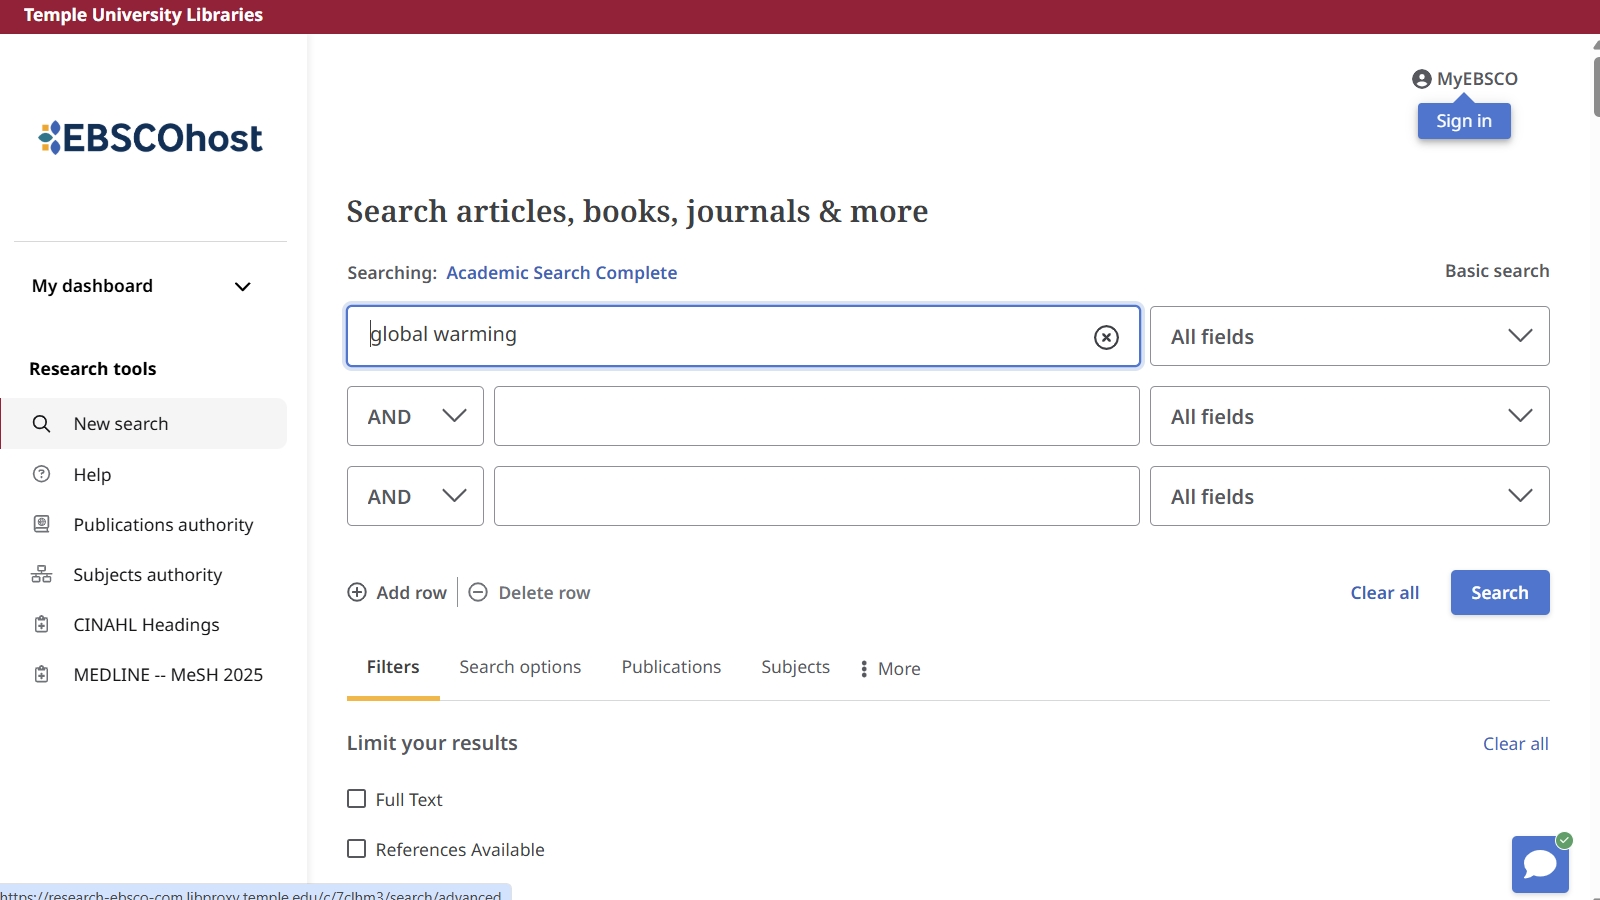 Temple University Libraries
MyEBSCO
Sign in
EBSCOhost
My dashboard
Research tools
New search
Help
Publications authority
Subjects authority
CINAHL Headings
MEDLINE -- MeSH 2025
Search articles, books, journals & more
Searching: Academic Search Complete
Basic search
global warming
All fields
AND
All fields
AND
All fields
Add row
Delete row
Clear all
Search
Filters
Search options
Publications
Subjects
More
Limit your results
Clear all
Full Text
References Available
https://research-ebsco-com.libproxy.temple.edu/c/7clhm3/search/advanced